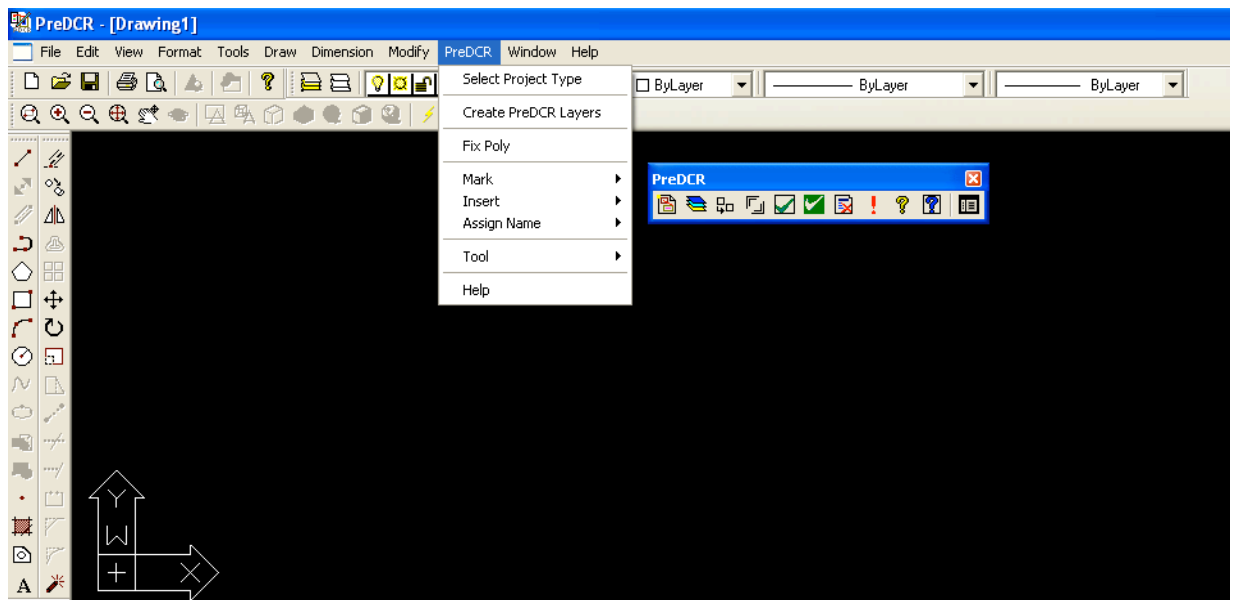 PreDCR - [Drawing1]
File Edit View Format Tools Draw Dimension Modify PreDCR Window Help
ByLayer ByLayer ByLayer
Select Project Type
Create PreDCR Layers
Fix Poly
Mark
Insert
Assign Name
Tool
Help
PreDCR
Y
W
X
A